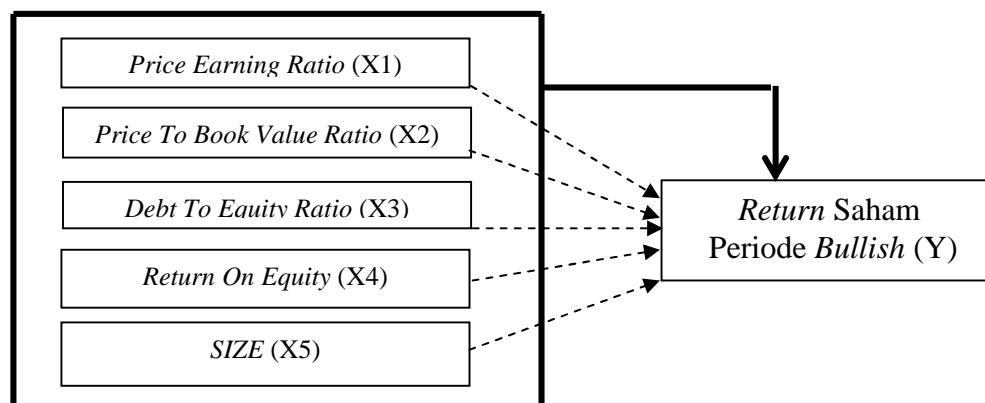 Price Earning Ratio (X1)
Price To Book Value Ratio (X2)
Debt To Equity Ratio (X3)
Return On Equity (X4)
SIZE (X5)
Return Saham
Periode Bullish (Y)